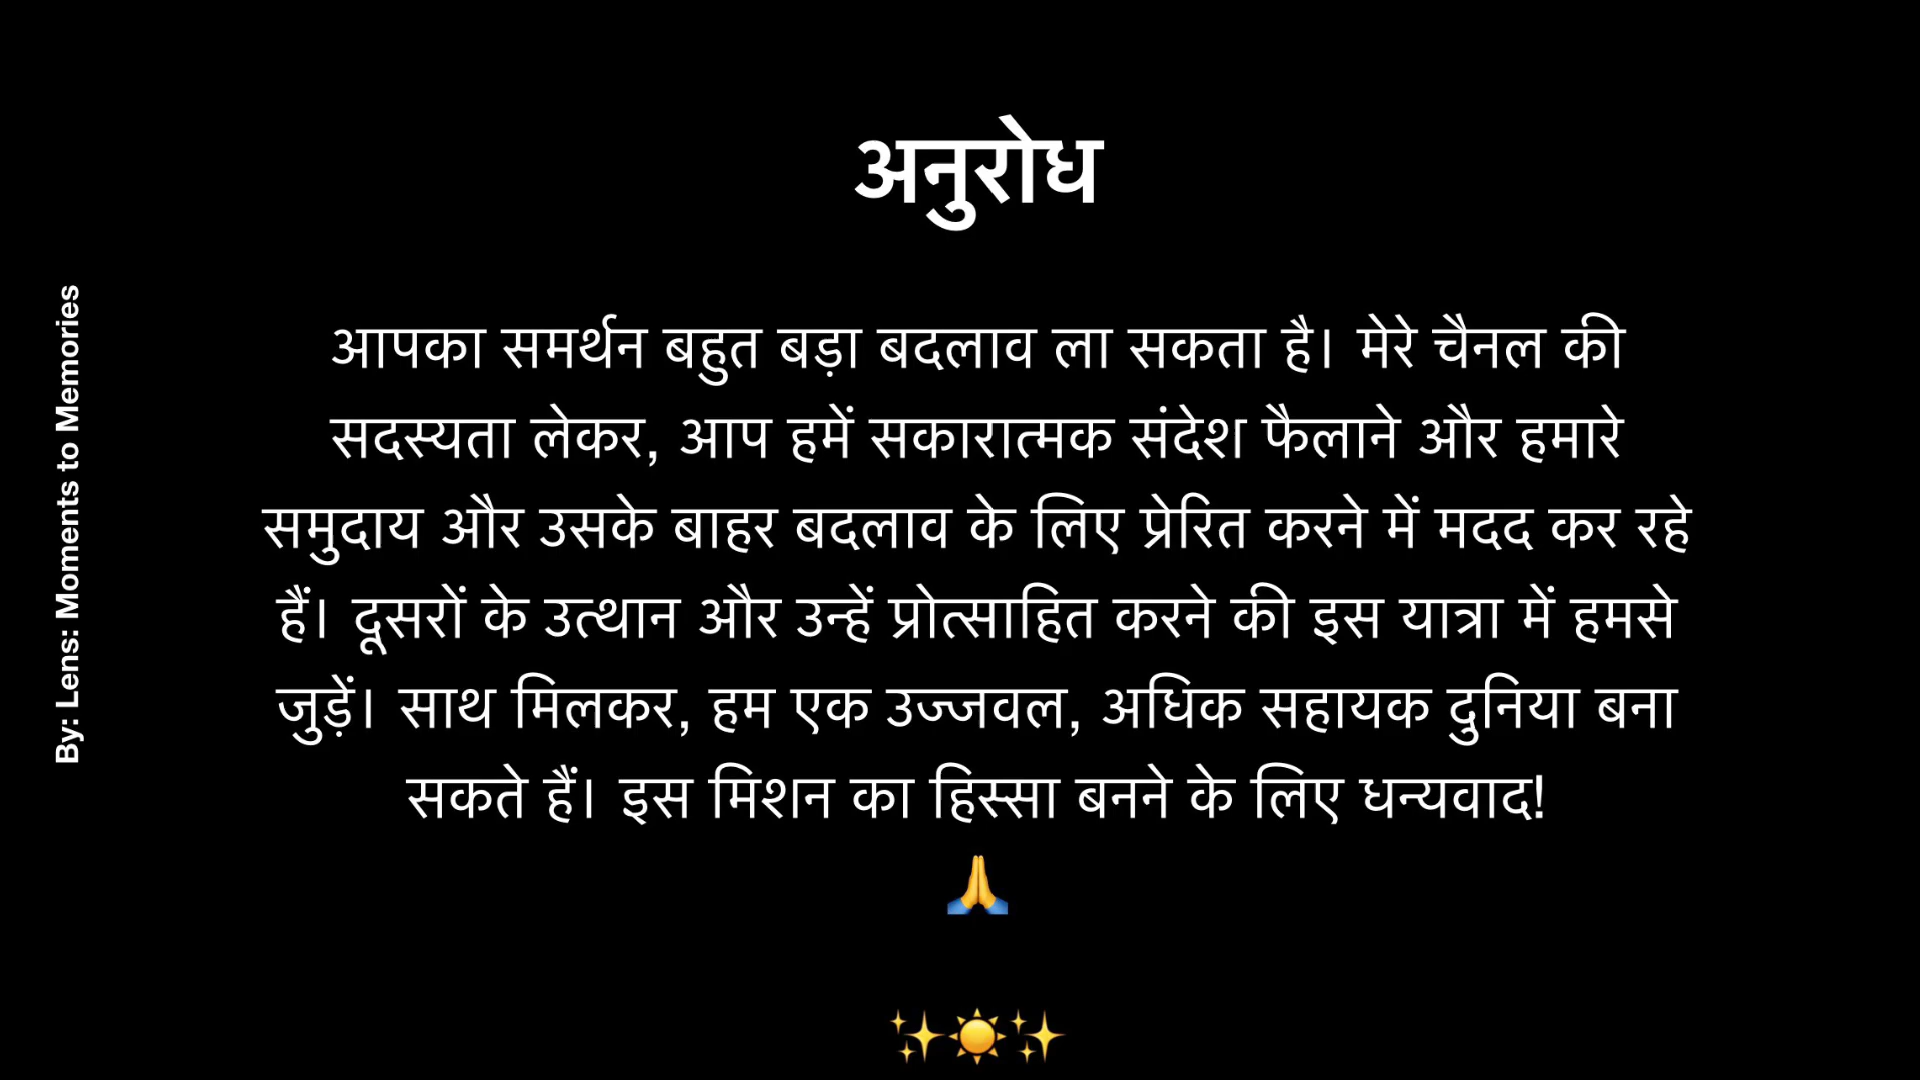 अनुरोध
आपका समर्थन बहुत बड़ा बदलाव ला सकता है। मेरे चैनल की
सदस्यता लेकर, आप हमें सकारात्मक संदेश फैलाने और हमारे
समुदाय और उसके बाहर बदलाव के लिए प्रेरित करने में मदद कर रहे
हैं। दूसरों के उत्थान और उन्हें प्रोत्साहित करने की इस यात्रा में हमसे
जुड़ें। साथ मिलकर, हम एक उज्जवल, अधिक सहायक दुनिया बना
सकते हैं। इस मिशन का हिस्सा बनने के लिए धन्यवाद!
🙏
✨☀️✨
By: Lens: Moments to Memories